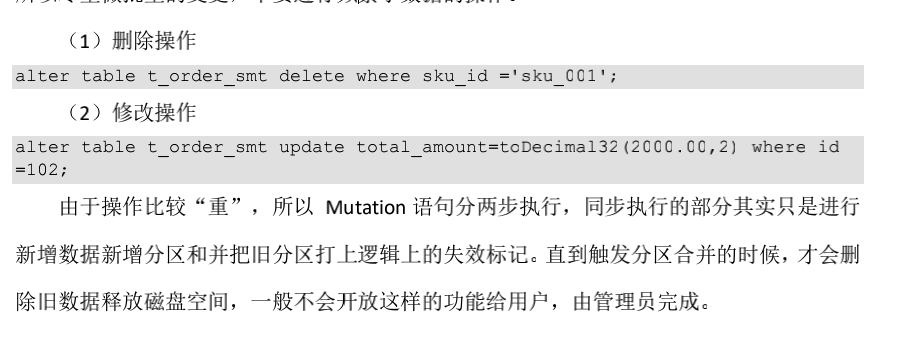 （1）删除操作
alter table t_order_smt delete where sku_id ='sku_001';
（2）修改操作
alter table t_order_smt update total_amount=toDecimal32(2000.00,2) where id
=102;
由于操作比较“重”，所以 Mutation 语句分两步执行，同步执行的部分其实只是进行
新增数据新增分区和并把旧分区打上逻辑上的失效标记。直到触发分区合并的时候，才会删
除旧数据释放磁盘空间，一般不会开放这样的功能给用户，由管理员完成。